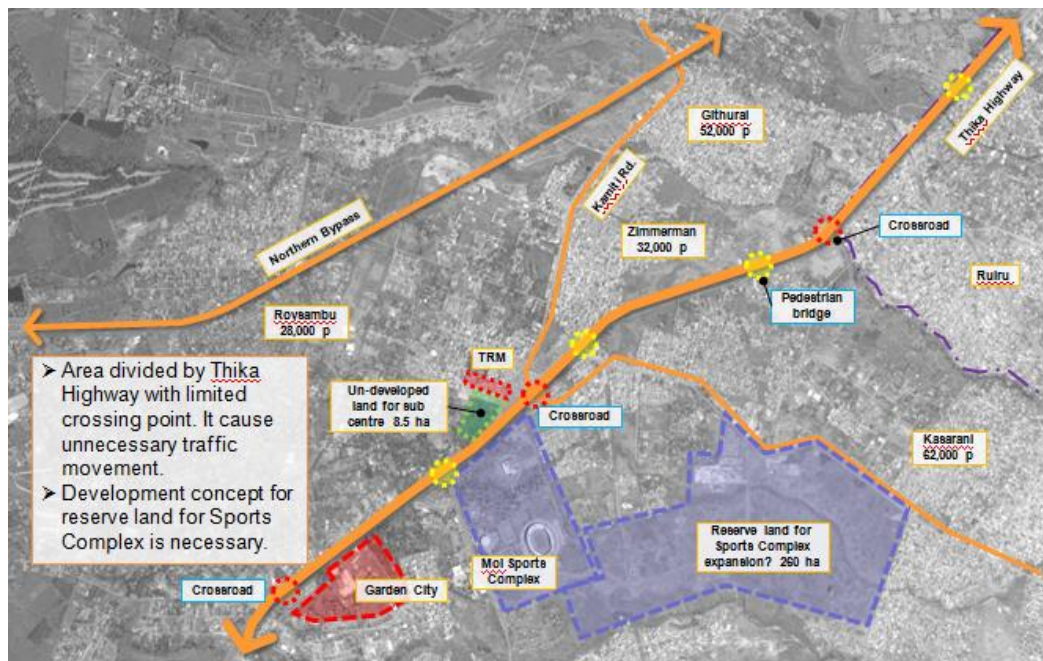 Githurai
52,000 p
Thika Highway
Kamiti Rd.
Northern Bypass
Zimmerman
32,000 p
Crossroad
Ruiru
Pedestrian
bridge
Roysambu
28,000 p
TRM
➢ Area divided by Thika
Highway with limited
crossing point. It cause
unnecessary traffic
movement.
➢ Development concept for
reserve land for Sports
Complex is necessary.
Un-developed
land for sub
centre 8.5 ha
Crossroad
Kasarani
62,000 p
Reserve land for
Sports Complex
expansion? 260 ha
Moi Sports
Complex
Crossroad
Garden City